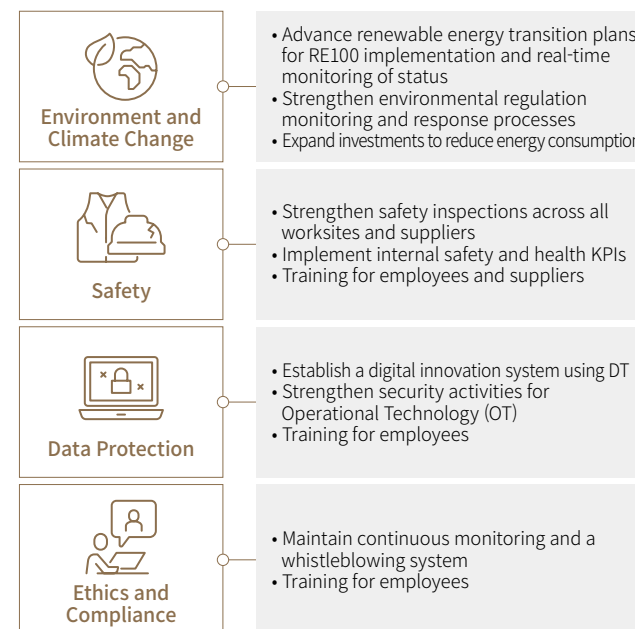 Environment and
Climate Change
• Advance renewable energy transition plans
for RE100 implementation and real-time
monitoring of status
• Strengthen environmental regulation
monitoring and response processes
• Expand investments to reduce energy consumption
Safety
• Strengthen safety inspections across all
worksites and suppliers
• Implement internal safety and health KPIs
• Training for employees and suppliers
Data Protection
• Establish a digital innovation system using DT
• Strengthen security activities for
Operational Technology (OT)
• Training for employees
Ethics and
Compliance
• Maintain continuous monitoring and a
whistleblowing system
• Training for employees